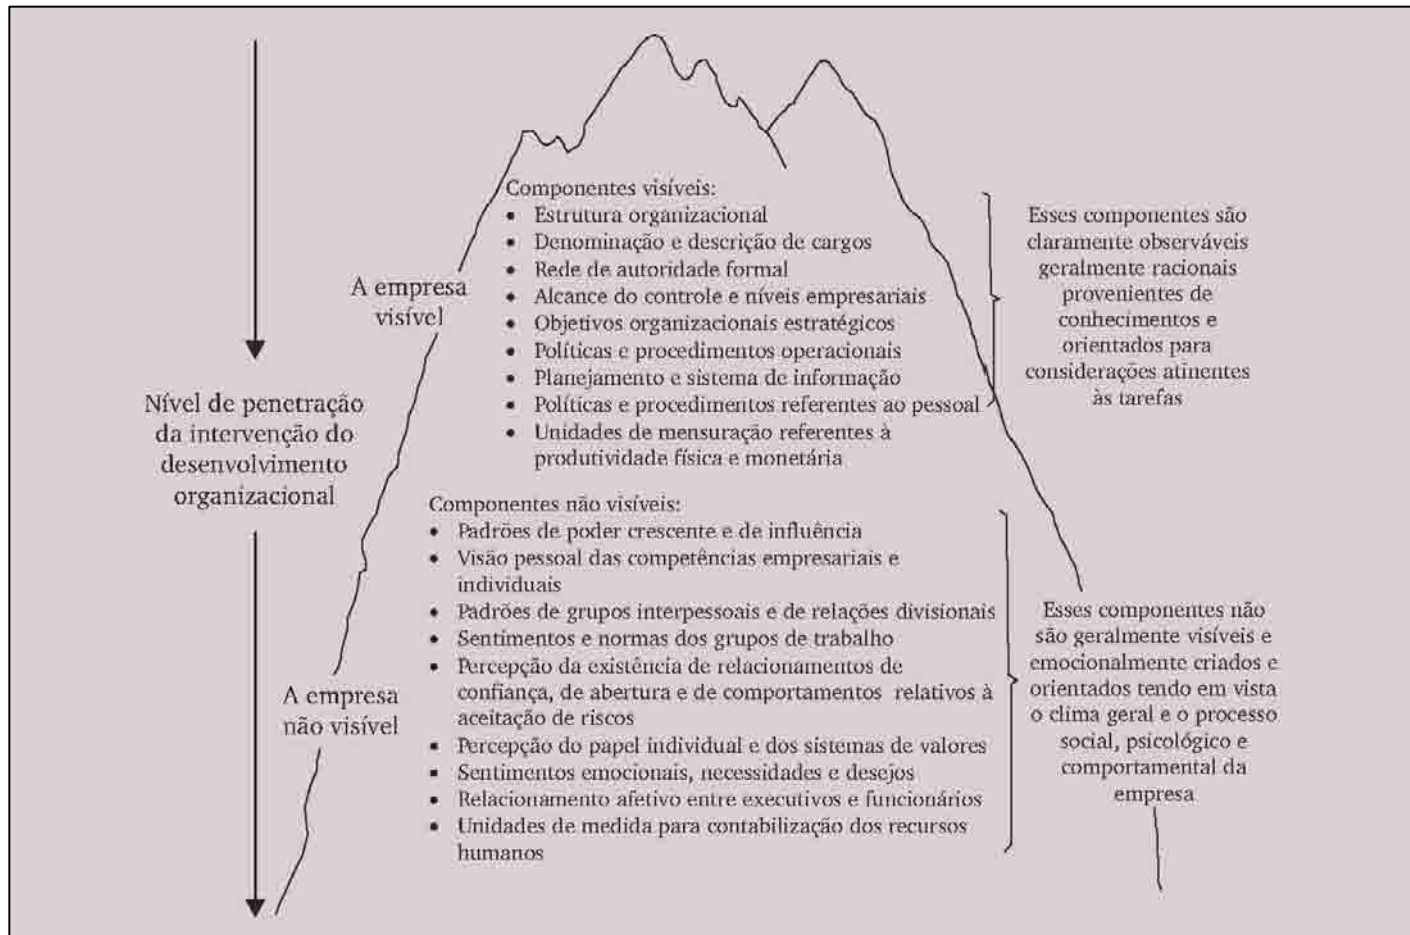 Componentes visíveis:
• Estrutura organizacional
• Denominação e descrição de cargos
• Rede de autoridade formal
• Alcance do controle e níveis empresariais
• Objetivos organizacionais estratégicos
• Políticas e procedimentos operacionais
• Planejamento e sistema de informação
• Políticas e procedimentos referentes ao pessoal
• Unidades de mensuração referentes à
produtividade física e monetária
A empresa
visível
Esses componentes são
claramente observáveis
geralmente racionais
provenientes de
conhecimentos e
orientados para
considerações atinentes
às tarefas
Nível de penetração
da intervenção do
desenvolvimento
organizacional
Componentes não visíveis:
• Padrões de poder crescente e de influência
• Visão pessoal das competências empresariais e
individuais
• Padrões de grupos interpessoais e de relações divisionais
• Sentimentos e normas dos grupos de trabalho
• Percepção da existência de relacionamentos de
confiança, de abertura e de comportamentos relativos à
aceitação de riscos
• Percepção do papel individual e dos sistemas de valores
• Sentimentos emocionais, necessidades e desejos
• Relacionamento afetivo entre executivos e funcionários
• Unidades de medida para contabilização dos recursos
humanos
A empresa
não visível
Esses componentes não
são geralmente visíveis e
emocionalmente criados e
orientados tendo em vista
o clima geral e o processo
social, psicológico e
comportamental da
empresa